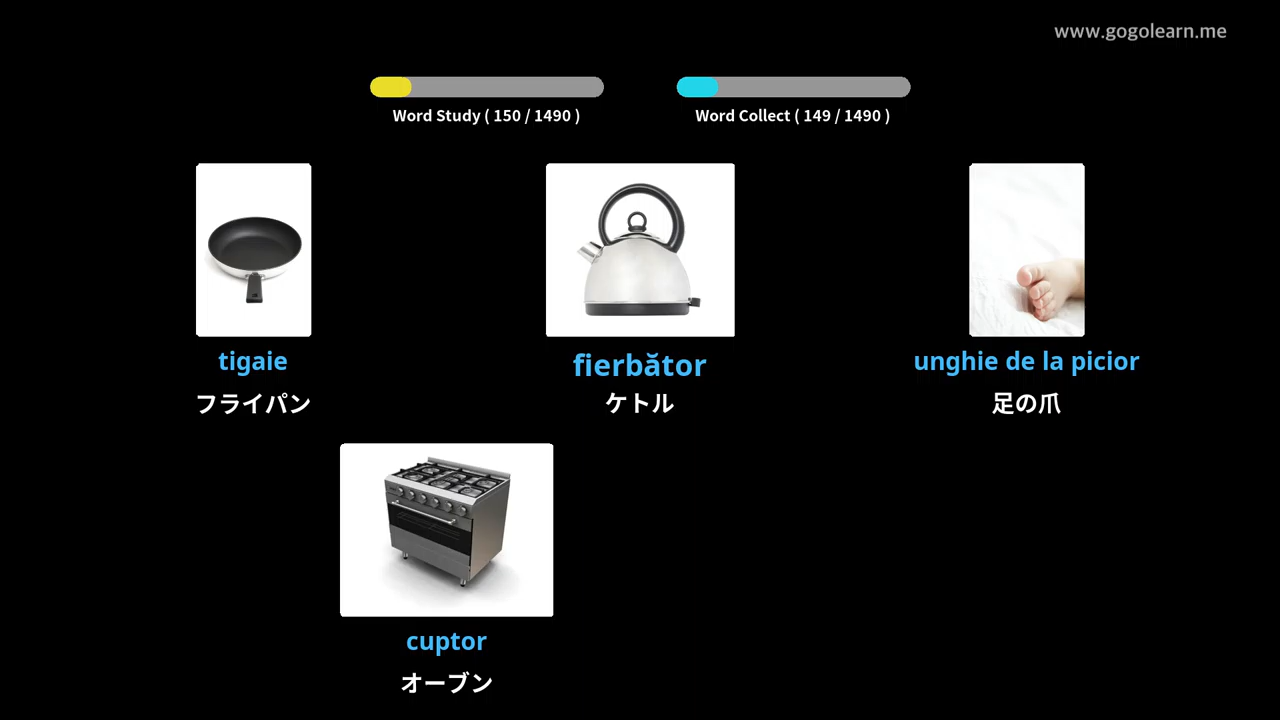 www.gogolearn.me
Word Study ( 150 / 1490 )
Word Collect ( 149 / 1490 )
tigaie
フライパン
fierbător
ケトル
unghie de la picior
足の爪
cuptor
オーブン